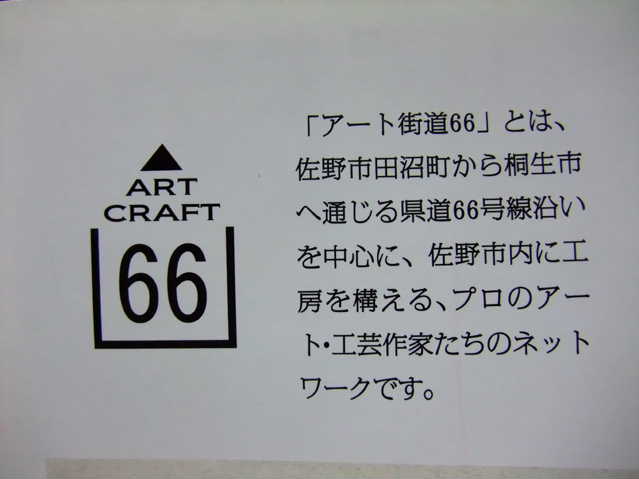 ART
CRAFT
66
「アート街道66」とは、
佐野市田沼町から桐生市
へ通じる県道66号線沿い
を中心に、佐野市内に工
房を構える、プロのアー
ト・工芸作家たちのネット
ワークです。